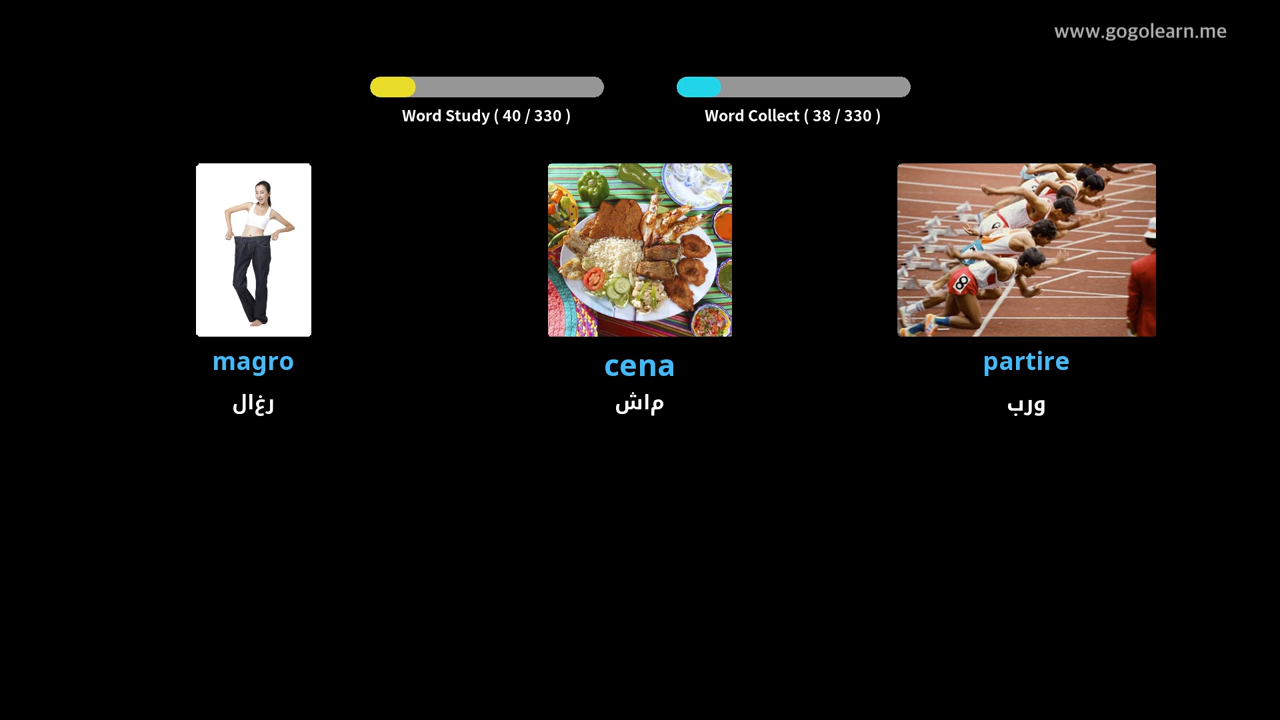 www.gogolearn.me
Word Study ( 40 / 330 )
Word Collect ( 38 / 330 )
magro
رغال
cena
ماش
partire
ورب